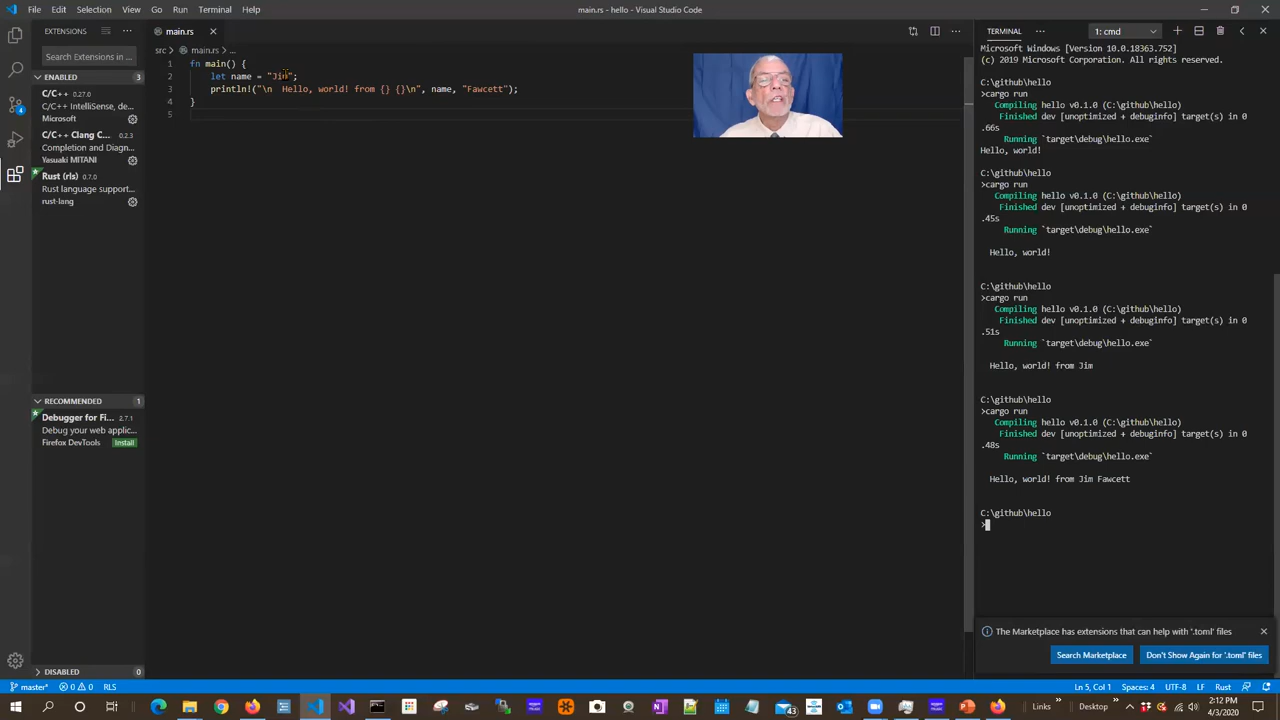 File Edit Selection View Go Run Terminal Help
main.rs - hello - Visual Studio Code
EXTENSIONS
Search Extensions in ...
ENABLED 3
C/C++ 0.27.0
C/C++ IntelliSense, de...
Microsoft
C/C++ Clang Co... 0.2.3
Completion and Diagn...
Yasuaki MITANI
Rust (rls) 0.7.0
Rust language support...
rust-lang
RECOMMENDED 1
Debugger for Fi... 2.7.1
Debug your web applic...
Firefox DevTools Install
DISABLED 0
main.rs
src > main.rs > ...
1 fn main() {
2 let name = "Jim";
3 println!("\n  Hello, world! from {} {}\n", name, "Fawcett");
4 }
5
TERMINAL 1: cmd
Microsoft Windows [Version 10.0.18363.752]
(c) 2019 Microsoft Corporation. All rights reserved.
C:\github\hello
>cargo run
Compiling hello v0.1.0 (C:\github\hello)
Finished dev [unoptimized + debuginfo] target(s) in 0
.66s
Running `target\debug\hello.exe`
Hello, world!
C:\github\hello
>cargo run
Compiling hello v0.1.0 (C:\github\hello)
Finished dev [unoptimized + debuginfo] target(s) in 0
.45s
Running `target\debug\hello.exe`
Hello, world!
C:\github\hello
>cargo run
Compiling hello v0.1.0 (C:\github\hello)
Finished dev [unoptimized + debuginfo] target(s) in 0
.51s
Running `target\debug\hello.exe`
Hello, world! from Jim
C:\github\hello
>cargo run
Compiling hello v0.1.0 (C:\github\hello)
Finished dev [unoptimized + debuginfo] target(s) in 0
.48s
Running `target\debug\hello.exe`
Hello, world! from Jim Fawcett
C:\github\hello
>
The Marketplace has extensions that can help with '.toml' files
Search Marketplace Don't Show Again for '.toml' files
master* 0 0 RLS
Ln 5, Col 1 Spaces: 4 UTF-8 LF Rust
43 Links Desktop 2:12 PM
4/3/2020